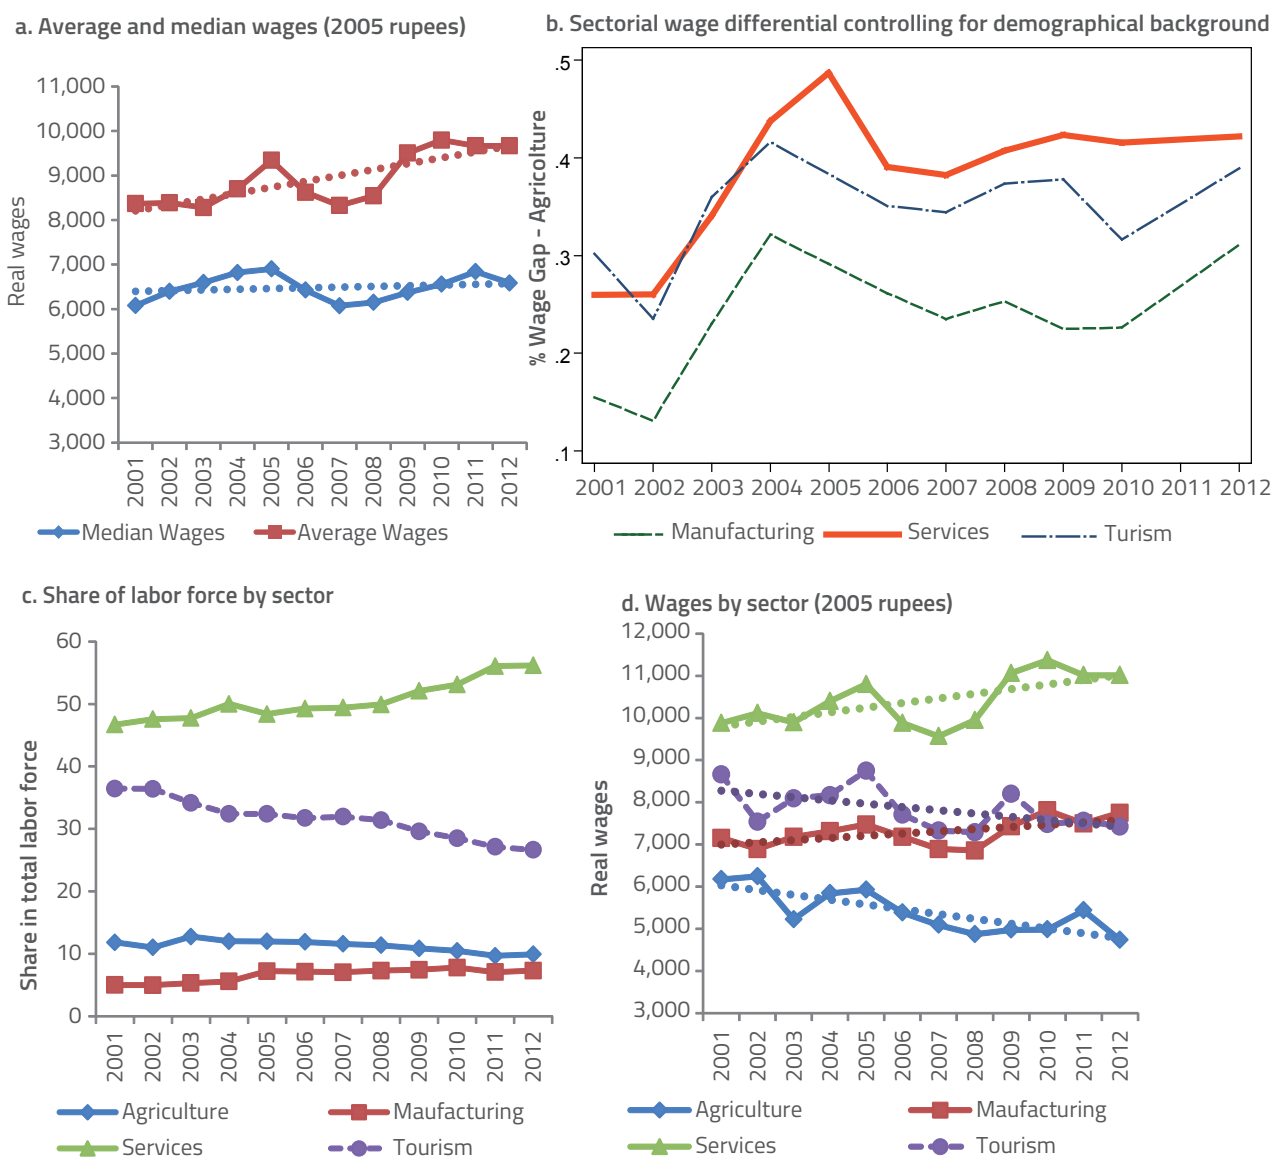 a. Average and median wages (2005 rupees)
Real wages
11,000
10,000
9,000
8,000
7,000
6,000
5,000
4,000
3,000
2001 2002 2003 2004 2005 2006 2007 2008 2009 2010 2011 2012
Median Wages Average Wages
b. Sectorial wage differential controlling for demographical background
% Wage Gap - Agricolture
.5
.4
.3
.2
.1
2001 2002 2003 2004 2005 2006 2007 2008 2009 2010 2011 2012
Manufacturing Services Turism
c. Share of labor force by sector
Share in total labor force
60
50
40
30
20
10
0
2001 2002 2003 2004 2005 2006 2007 2008 2009 2010 2011 2012
Agriculture Maufacturing
Services Tourism
d. Wages by sector (2005 rupees)
Real wages
12,000
11,000
10,000
9,000
8,000
7,000
6,000
5,000
4,000
3,000
2001 2002 2003 2004 2005 2006 2007 2008 2009 2010 2011 2012
Agriculture Maufacturing
Services Tourism